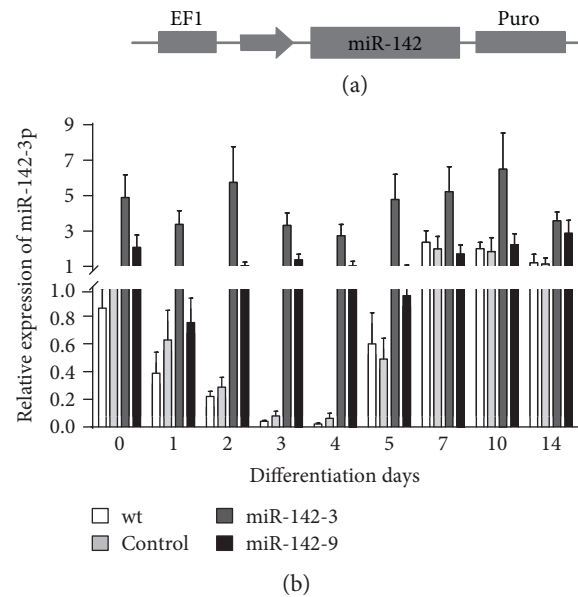 EF1
Puro
miR-142
(a)
Relative expression of miR-142-3p
9
7
5
3
1
1.0
0.8
0.6
0.4
0.2
0.0
0 1 2 3 4 5 7 10 14
Differentiation days
wt miR-142-3
Control miR-142-9
(b)